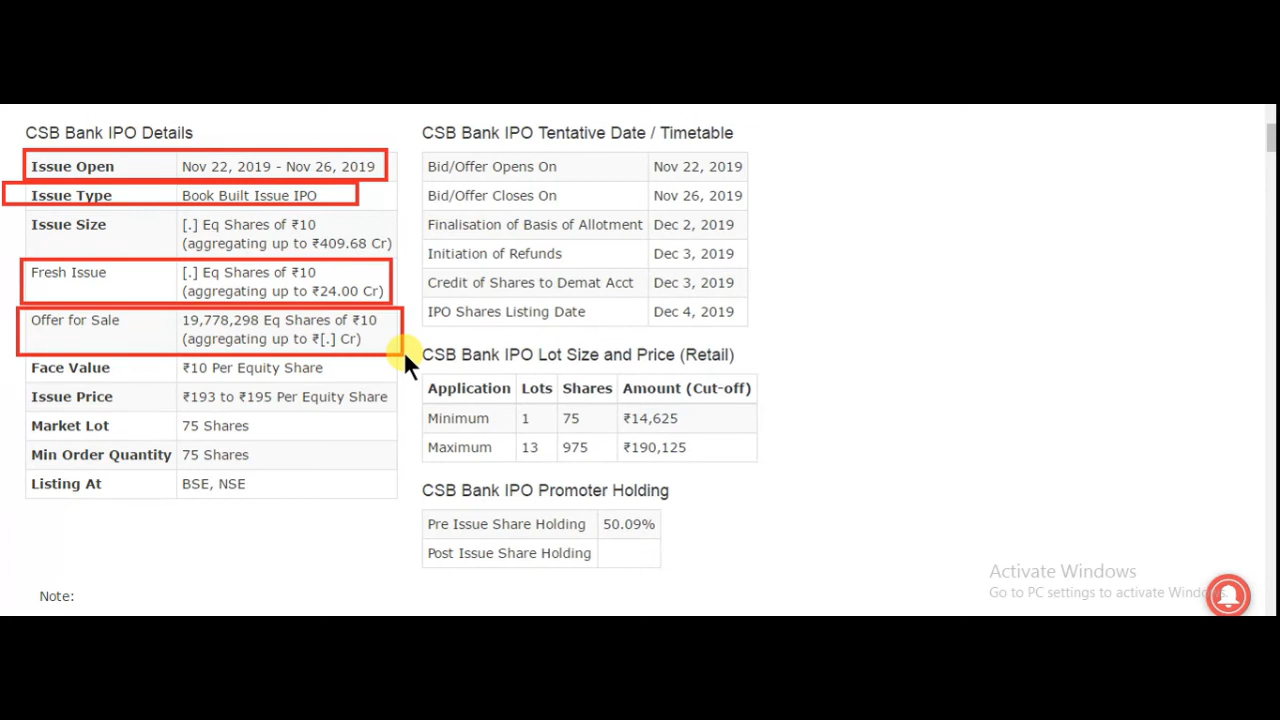 CSB Bank IPO Details
Issue Open Nov 22, 2019 - Nov 26, 2019
Issue Type Book Built Issue IPO
Issue Size [.] Eq Shares of ₹10
(aggregating up to ₹409.68 Cr)
Fresh Issue [.] Eq Shares of ₹10
(aggregating up to ₹24.00 Cr)
Offer for Sale 19,778,298 Eq Shares of ₹10
(aggregating up to ₹[.] Cr)
Face Value ₹10 Per Equity Share
Issue Price ₹193 to ₹195 Per Equity Share
Market Lot 75 Shares
Min Order Quantity 75 Shares
Listing At BSE, NSE
Note:
CSB Bank IPO Tentative Date / Timetable
Bid/Offer Opens On Nov 22, 2019
Bid/Offer Closes On Nov 26, 2019
Finalisation of Basis of Allotment Dec 2, 2019
Initiation of Refunds Dec 3, 2019
Credit of Shares to Demat Acct Dec 3, 2019
IPO Shares Listing Date Dec 4, 2019
CSB Bank IPO Lot Size and Price (Retail)
Application Lots Shares Amount (Cut-off)
Minimum 1 75 ₹14,625
Maximum 13 975 ₹190,125
CSB Bank IPO Promoter Holding
Pre Issue Share Holding 50.09%
Post Issue Share Holding
Activate Windows
Go to PC settings to activate Windows.